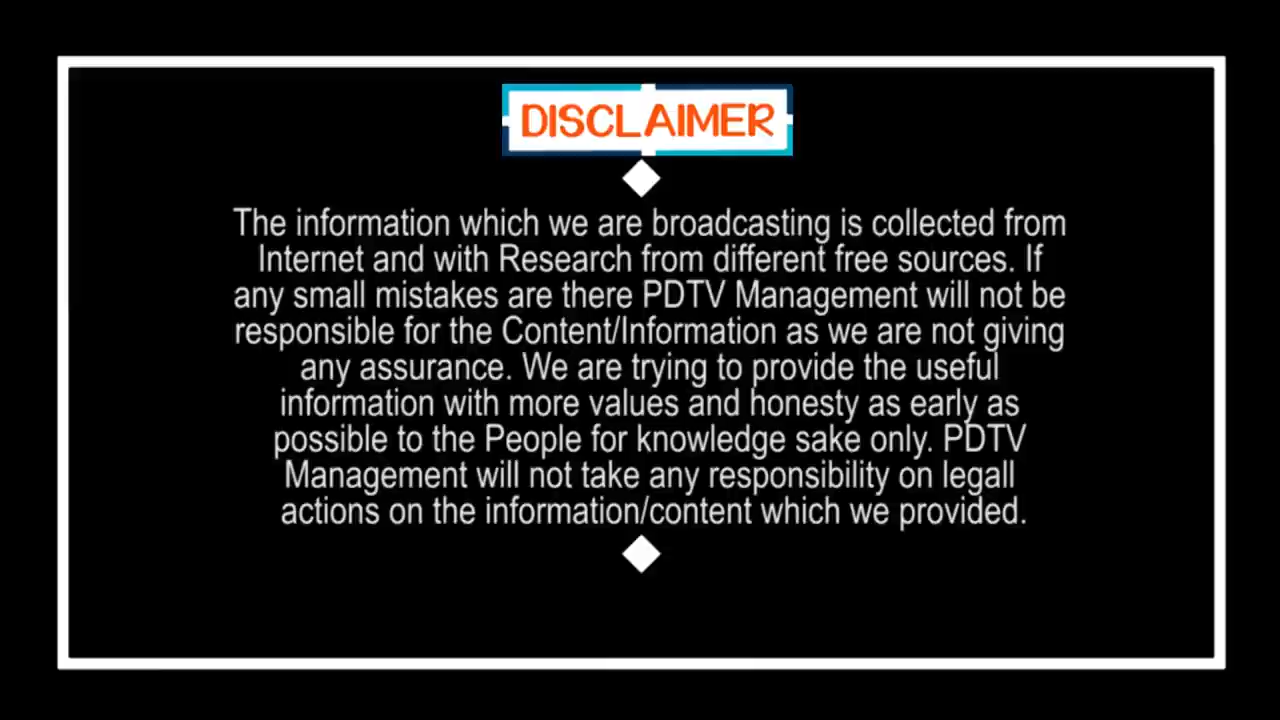 DISCLAIMER
The information which we are broadcasting is collected from
Internet and with Research from different free sources. If
any small mistakes are there PDTV Management will not be
responsible for the Content/Information as we are not giving
any assurance. We are trying to provide the useful
information with more values and honesty as early as
possible to the People for knowledge sake only. PDTV
Management will not take any responsibility on legall
actions on the information/content which we provided.